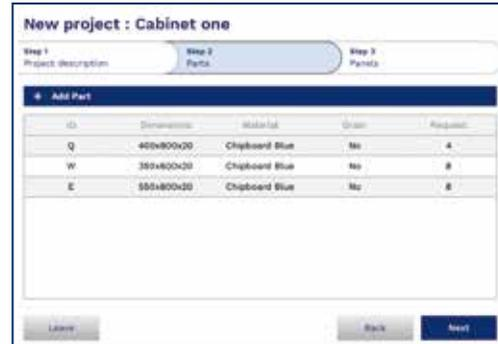 New project : Cabinet one
Step 1 Step 2 Step 3
Project description Parts Panels
+ Add Part
ID Dimensions Material Grain Request
Q 400x800x20 Chipboard Blue No 4
W 350x800x20 Chipboard Blue No 8
E 550x800x20 Chipboard Blue No 8
Leave Back Next